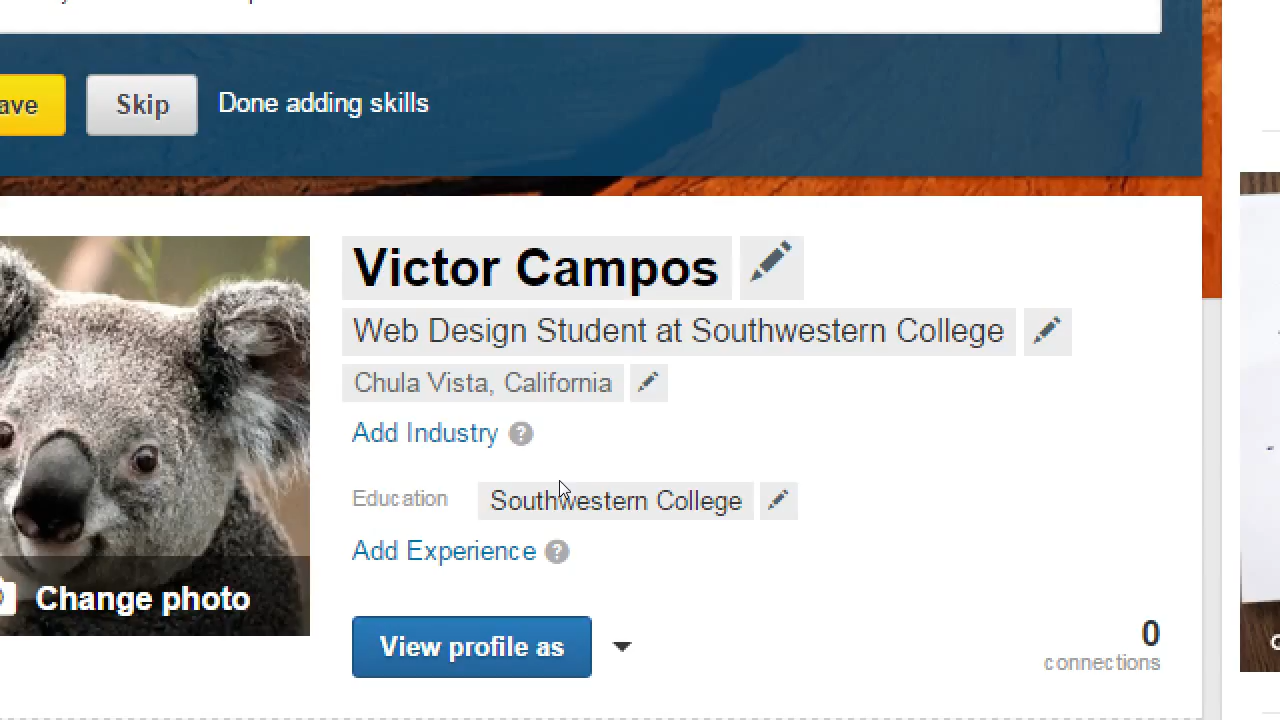 Skip
Done adding skills
Victor Campos
Web Design Student at Southwestern College
Chula Vista, California
Add Industry ?
Education
Southwestern College
Add Experience ?
Change photo
View profile as
0
connections